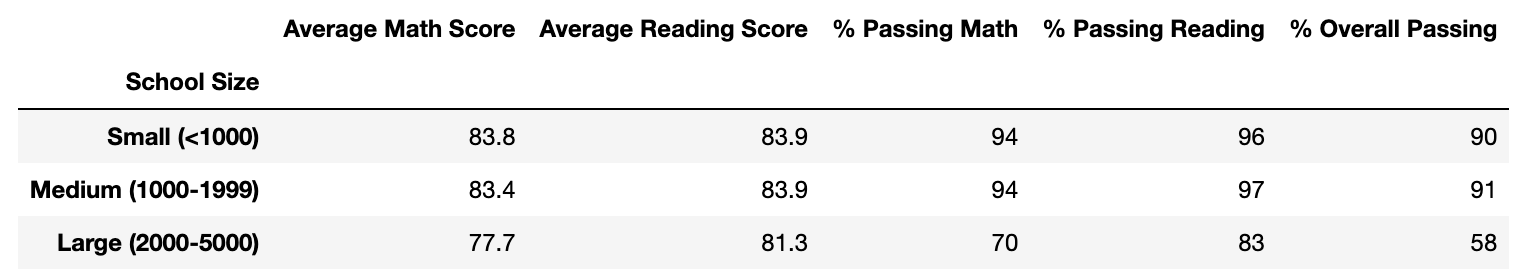 Average Math Score Average Reading Score % Passing Math % Passing Reading % Overall Passing
School Size
Small (<1000) 83.8 83.9 94 96 90
Medium (1000-1999) 83.4 83.9 94 97 91
Large (2000-5000) 77.7 81.3 70 83 58